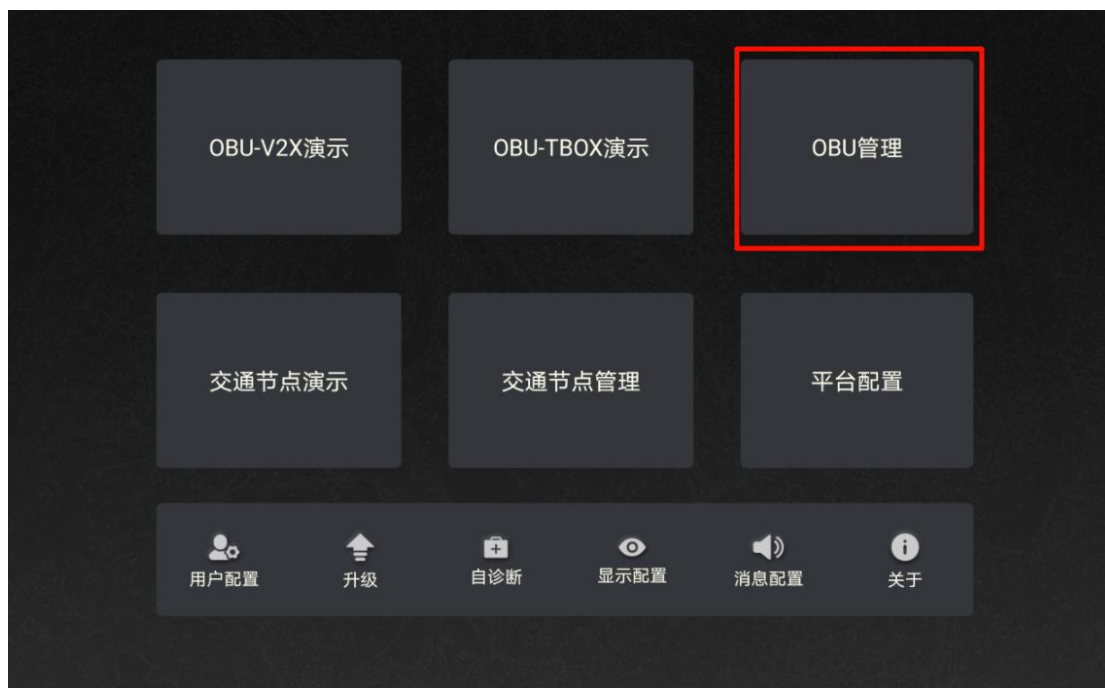 OBU-V2X演示
OBU-TBOX演示
OBU管理
交通节点演示
交通节点管理
平台配置
用户配置
升级
自诊断
显示配置
消息配置
关于